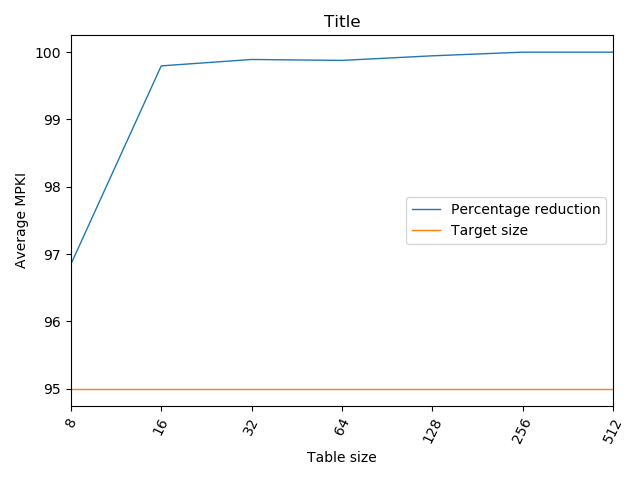 Title
100
99
98
97
96
95
Average MPKI
Percentage reduction
Target size
8
16
32
64
128
256
512
Table size